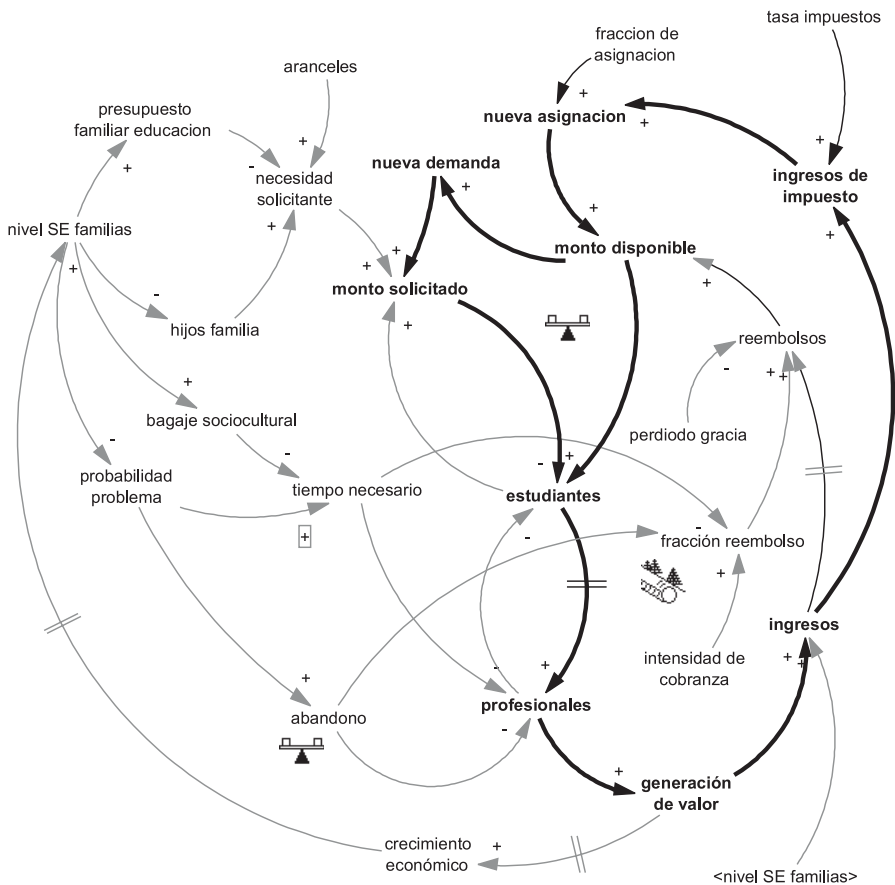 tasa impuestos
fraccion de
asignacion
aranceles
presupuesto
familiar educacion
+
nueva asignacion
+
+
+
+
-
nueva demanda
+
necesidad
solicitante
ingresos de
impuesto
+
+
+
nivel SE familias
+
+
+
monto disponible
+
monto solicitado
+
-
hijos familia
+
reembolsos
-
+
+
+
bagaje sociocultural
perdiodo gracia
-
-
+
-
probabilidad
problema
tiempo necesario
estudiantes
-
+
-
fracción reembolso
+
ingresos
+
+
intensidad de
cobranza
+
-
+
abandono
profesionales
-
+
generación
de valor
crecimiento
económico
+
<nivel SE familias>